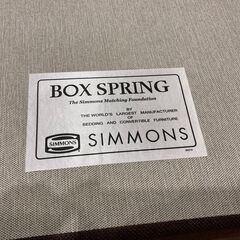 BOX SPRING
The Simmons Matching Foundation
BY
THE WORLD'S LARGEST MANUFACTURER
OF
BEDDING AND CONVERTIBLE FURNITURE
SIMMONS SIMMONS